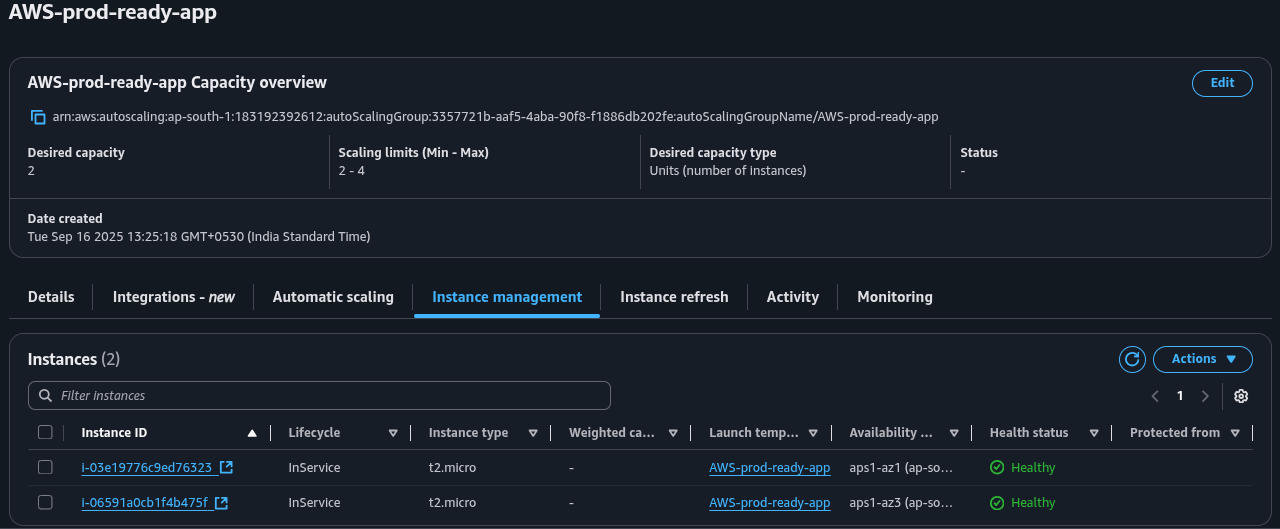 AWS-prod-ready-app
AWS-prod-ready-app Capacity overview
Edit
arn:aws:autoscaling:ap-south-1:183192392612:autoScalingGroup:3357721b-aaf5-4aba-90f8-f1886db202fe:autoScalingGroupName/AWS-prod-ready-app
Desired capacity Scaling limits (Min - Max) Desired capacity type Status
2 2 - 4 Units (number of instances) -
Date created
Tue Sep 16 2025 13:25:18 GMT+0530 (India Standard Time)
Details Integrations - new Automatic scaling Instance management Instance refresh Activity Monitoring
Instances (2) Actions
Filter instances 1
Instance ID Lifecycle Instance type Weighted ca... Launch temp... Availability ... Health status Protected from
i-03e19776c9ed76323 InService t2.micro - AWS-prod-ready-app aps1-az1 (ap-so... Healthy
i-06591a0cb1f4b475f InService t2.micro - AWS-prod-ready-app aps1-az3 (ap-so... Healthy